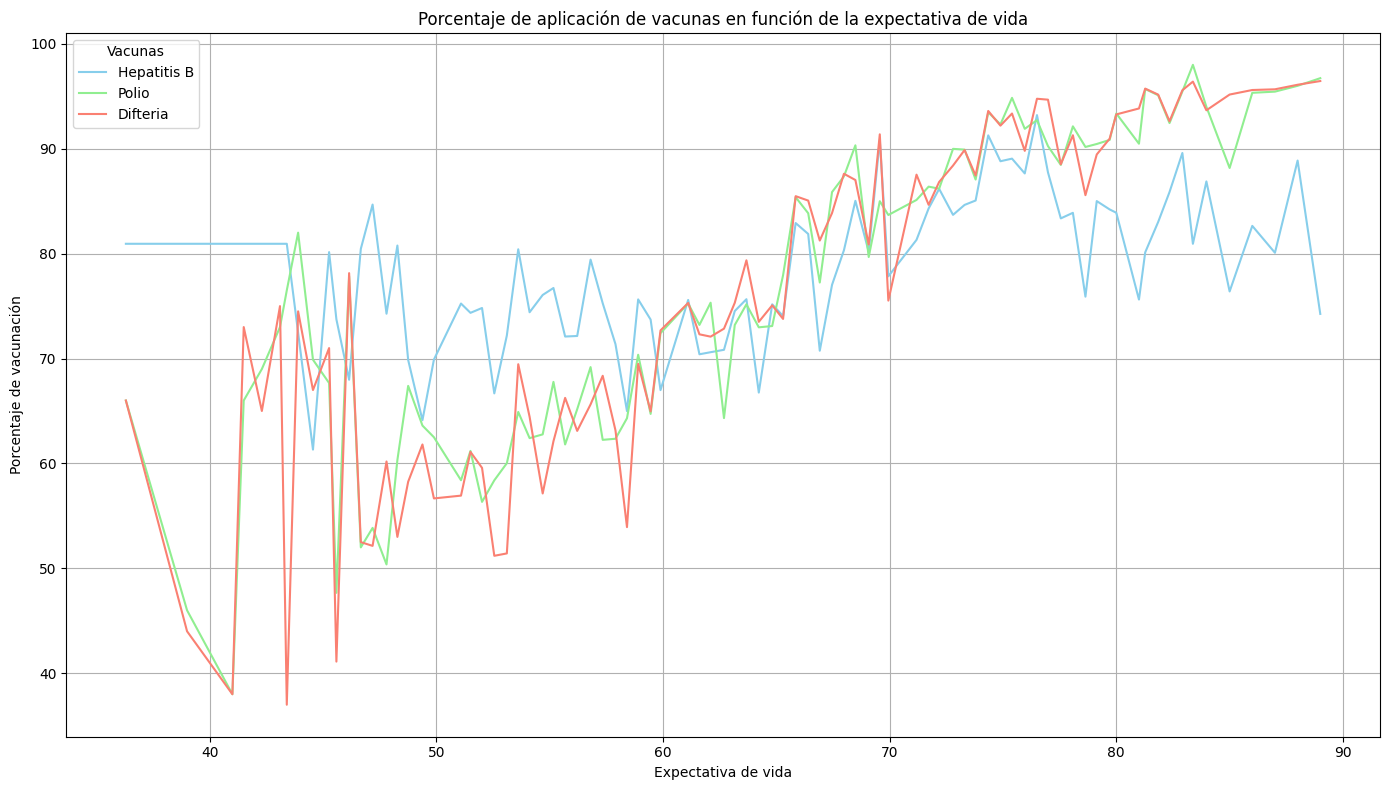 Porcentaje de aplicación de vacunas en función de la expectativa de vida
Vacunas
Hepatitis B
Polio
Difteria
Porcentaje de vacunación
100
90
80
70
60
50
40
40
50
60
70
80
90
Expectativa de vida